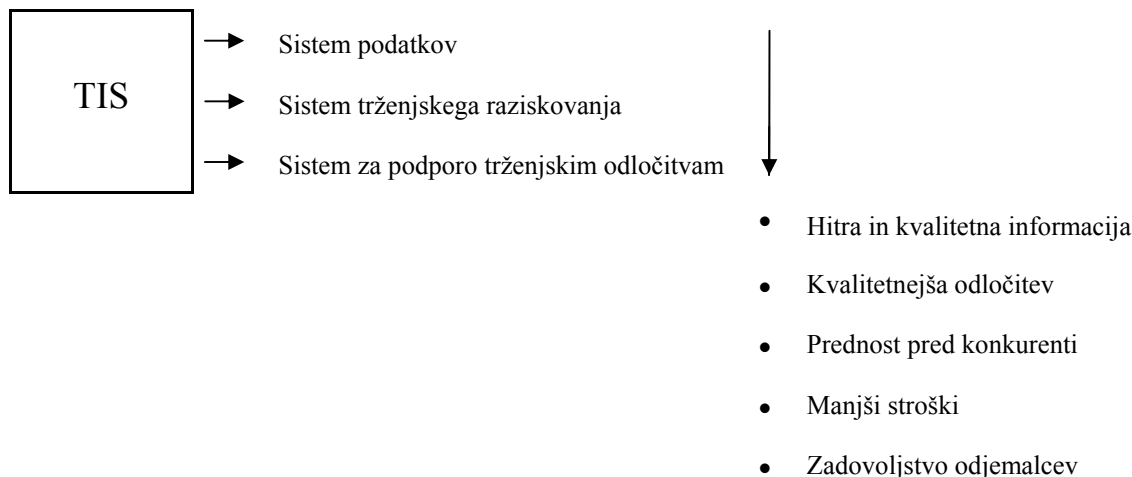 TIS
Sistem podatkov
Sistem trženjskega raziskovanja
Sistem za podporo trženjskim odločitvam
• Hitra in kvalitetna informacija
• Kvalitetnejša odločitev
• Prednost pred konkurenti
• Manjši stroški
• Zadovoljstvo odjemalcev